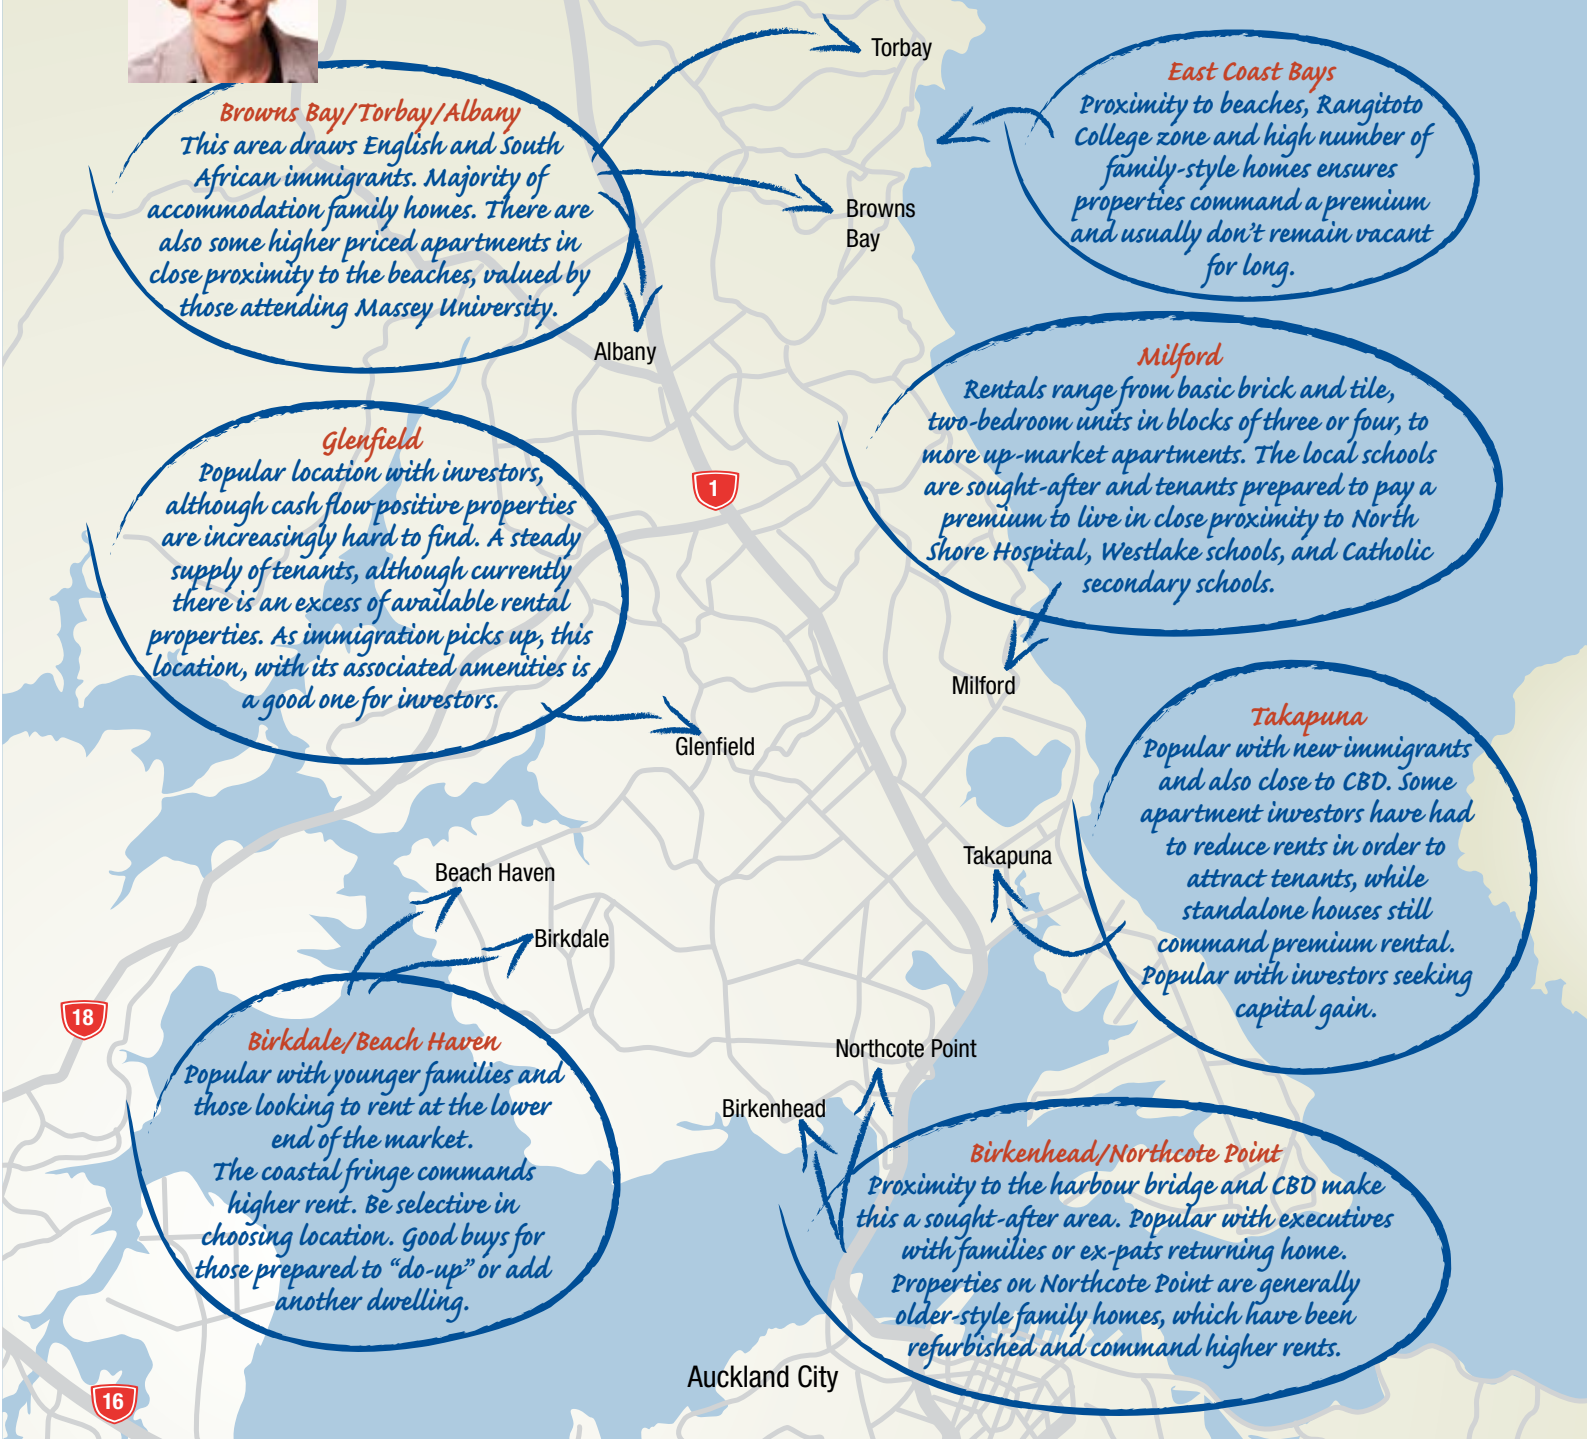 Torbay
Browns Bay/Torbay/Albany
This area draws English and South
African immigrants. Majority of
accommodation family homes. There are
also some higher priced apartments in
close proximity to the beaches, valued by
those attending Massey University.
East Coast Bays
Proximity to beaches, Rangitoto
College zone and high number of
family-style homes ensures
properties command a premium
and usually don't remain vacant
for long.
Browns
Bay
Albany
Milford
Rentals range from basic brick and tile,
two-bedroom units in blocks of three or four, to
more up-market apartments. The local schools
are sought-after and tenants prepared to pay a
premium to live in close proximity to North
Shore Hospital, Westlake schools, and Catholic
secondary schools.
Glenfield
Popular location with investors,
although cash flow positive properties
are increasingly hard to find. A steady
supply of tenants, although currently
there is an excess of available rental
properties. As immigration picks up, this
location, with its associated amenities is
a good one for investors.
1
Milford
Glenfield
Takapuna
Popular with new immigrants
and also close to CBD. Some
apartment investors have had
to reduce rents in order to
attract tenants, while
standalone houses still
command premium rental.
Popular with investors seeking
capital gain.
Takapuna
Beach Haven
Birkdale
18
Birkdale/Beach Haven
Popular with younger families and
those looking to rent at the lower
end of the market.
The coastal fringe commands
higher rent. Be selective in
choosing location. Good buys for
those prepared to "do-up" or add
another dwelling.
Northcote Point
Birkenhead
Birkenhead/Northcote Point
Proximity to the harbour bridge and CBD make
this a sought-after area. Popular with executives
with families or ex-pats returning home.
Properties on Northcote Point are generally
older-style family homes, which have been
refurbished and command higher rents.
Auckland City
16